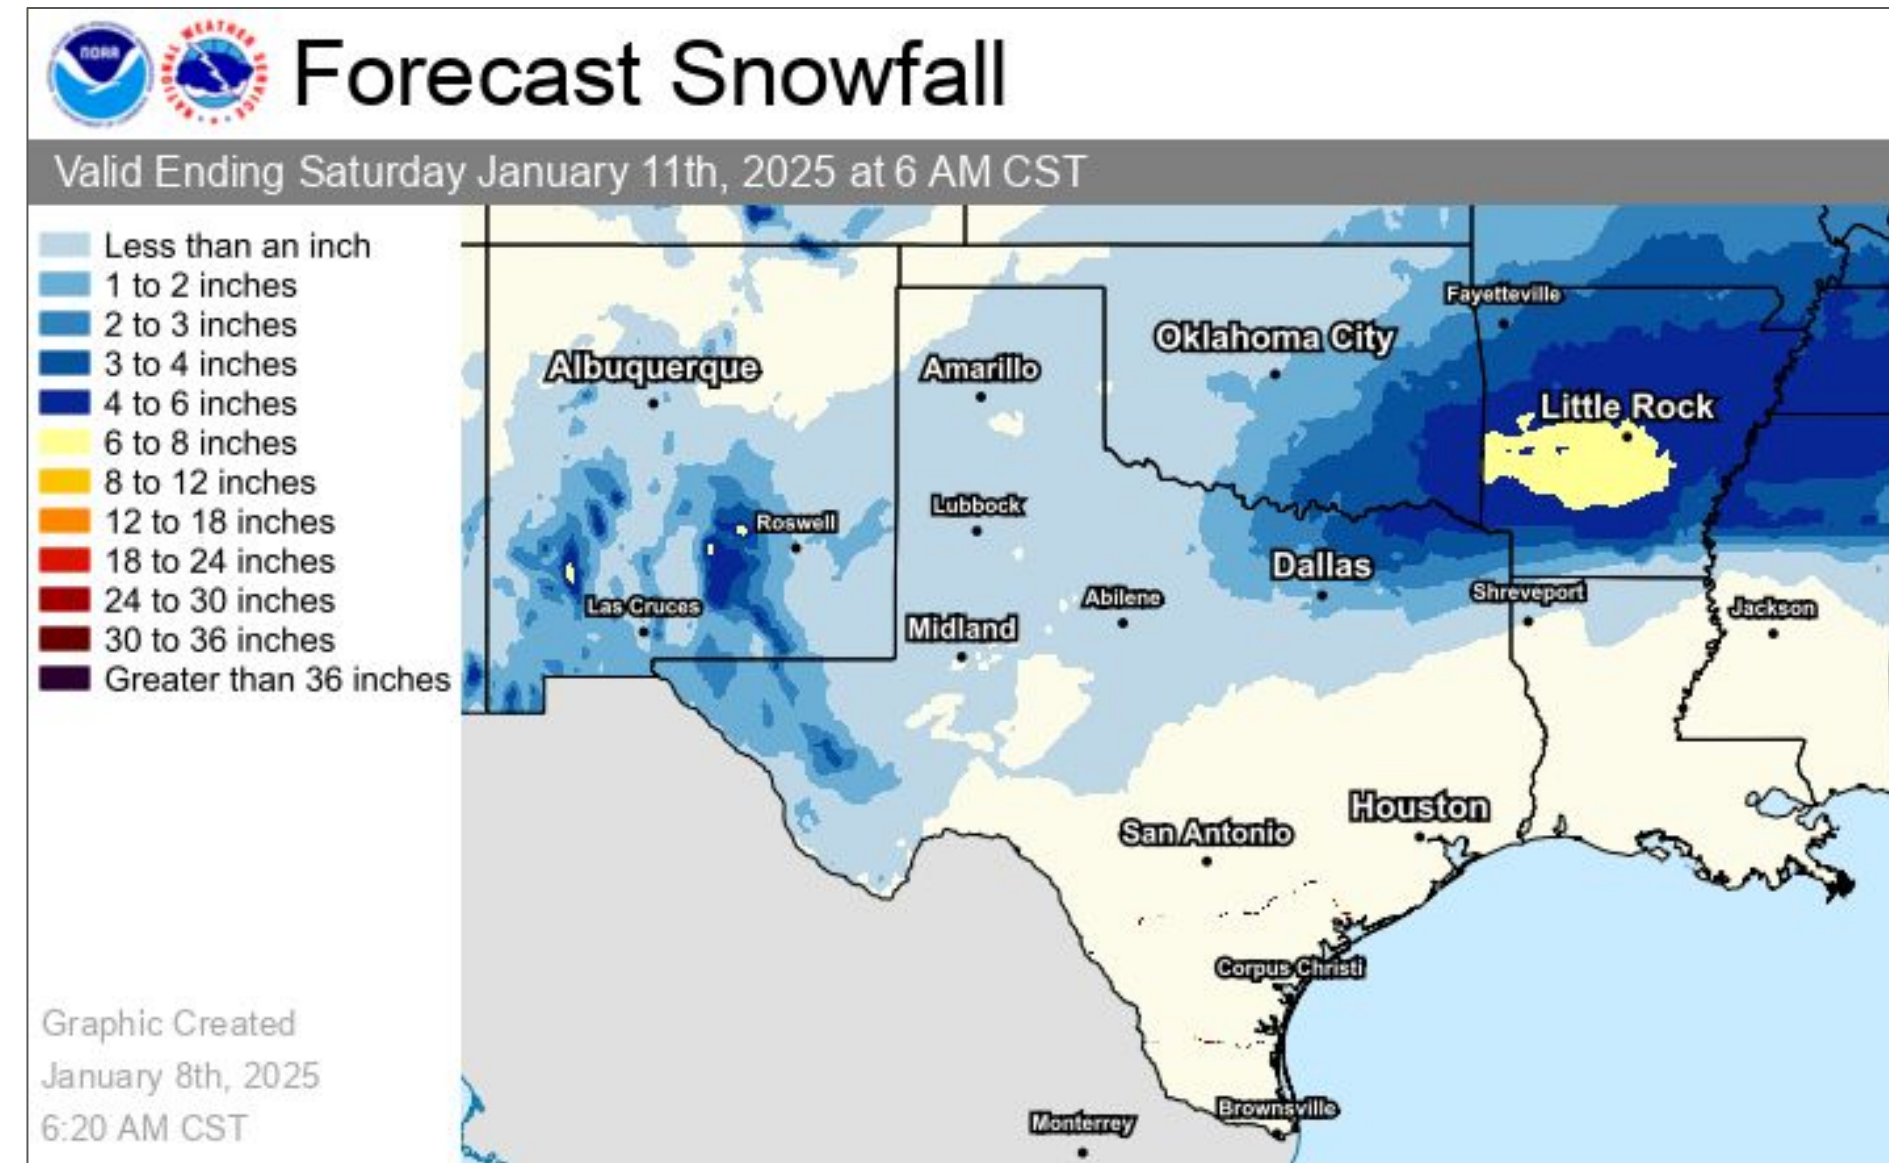 NOAA
NATIONAL WEATHER SERVICE
Forecast Snowfall
Valid Ending Saturday January 11th, 2025 at 6 AM CST
Less than an inch
1 to 2 inches
2 to 3 inches
3 to 4 inches
4 to 6 inches
6 to 8 inches
8 to 12 inches
12 to 18 inches
18 to 24 inches
24 to 30 inches
30 to 36 inches
Greater than 36 inches
Graphic Created
January 8th, 2025
6:20 AM CST
Fayetteville
Oklahoma City
Albuquerque
Amarillo
Little Rock
Lubbock
Roswell
Dallas
Shreveport
Abilene
Las Cruces
Jackson
Midland
Houston
San Antonio
Corpus Christi
Brownsville
Monterrey